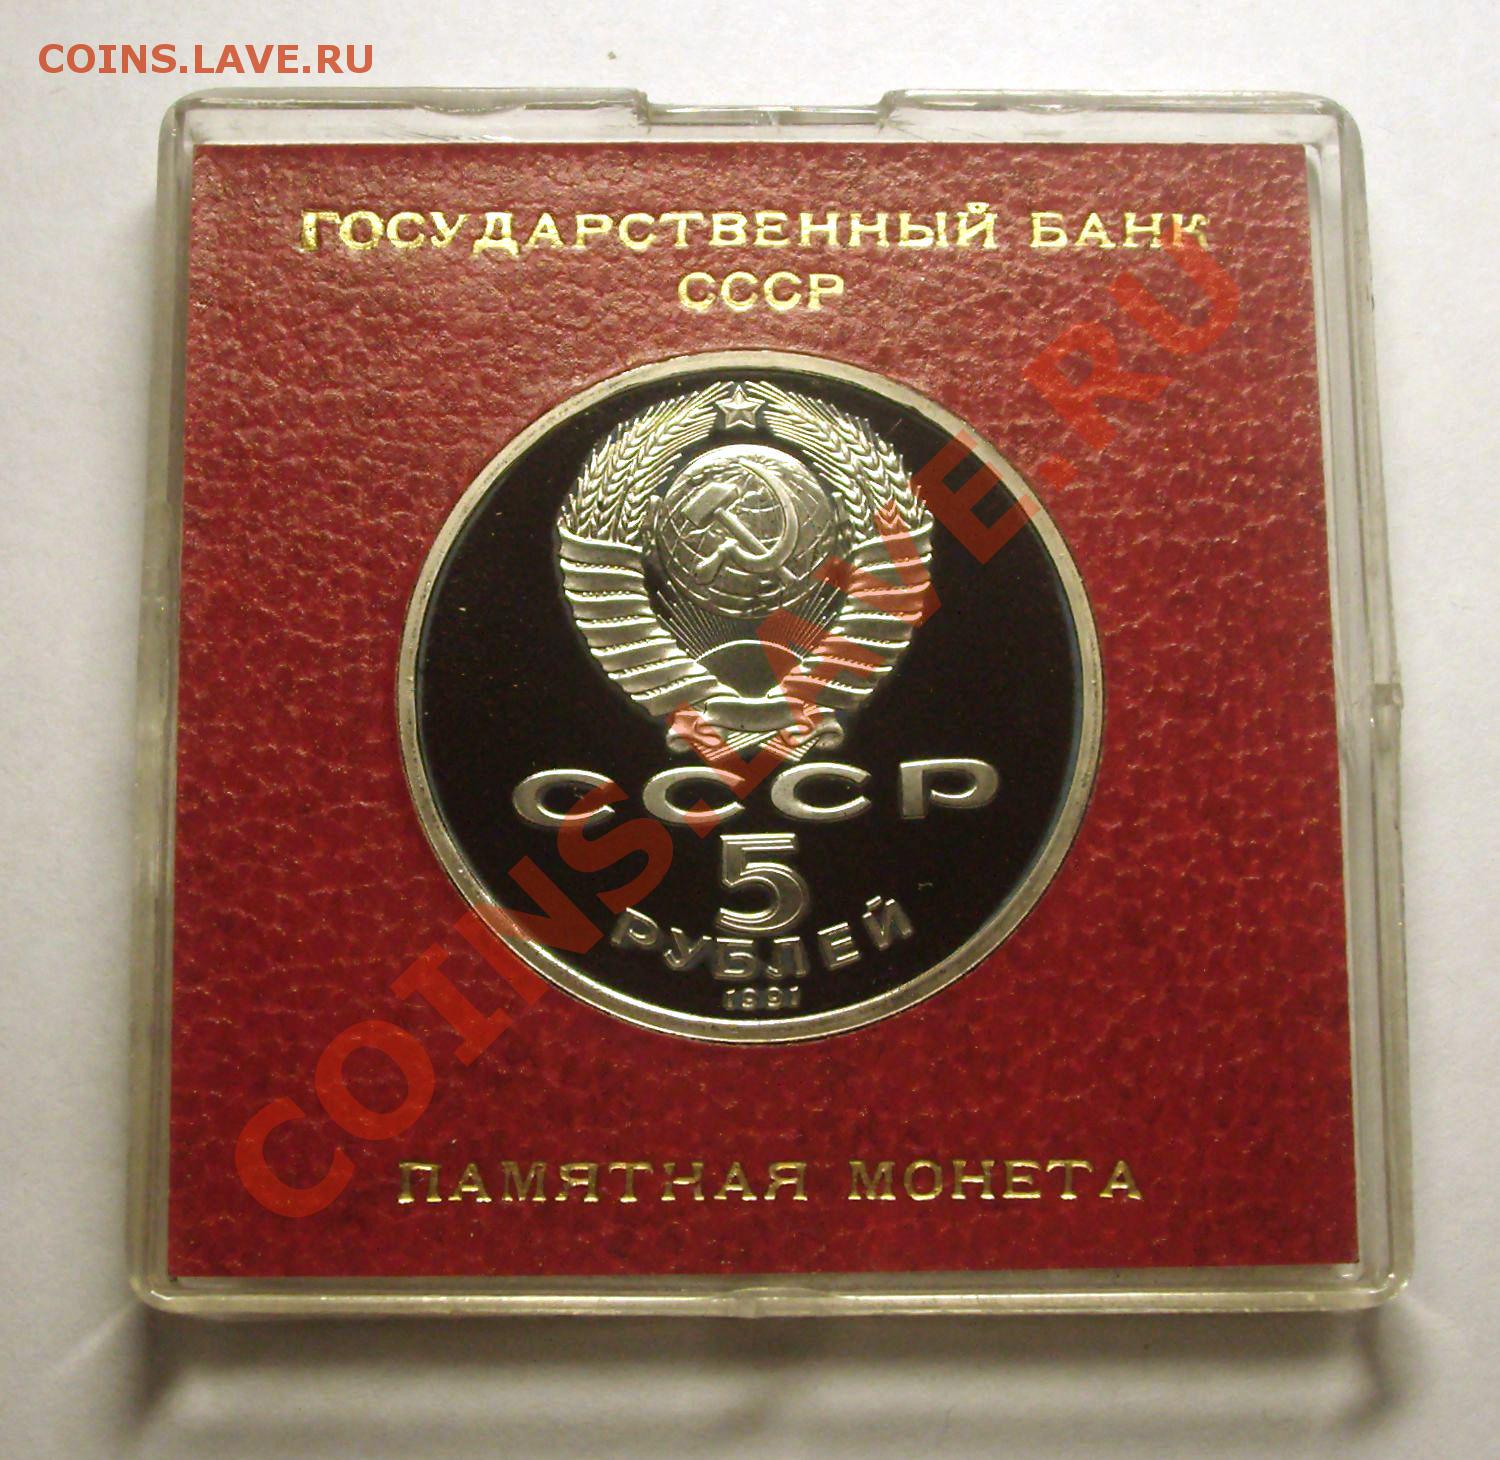 COINS.LAVE.RU
ГОСУДАРСТВЕННЫЙ БАНК
СССР
СССР
5
РУБЛЕЙ
1991
ПАМЯТНАЯ МОНЕТА
COINS.LAVE.RU